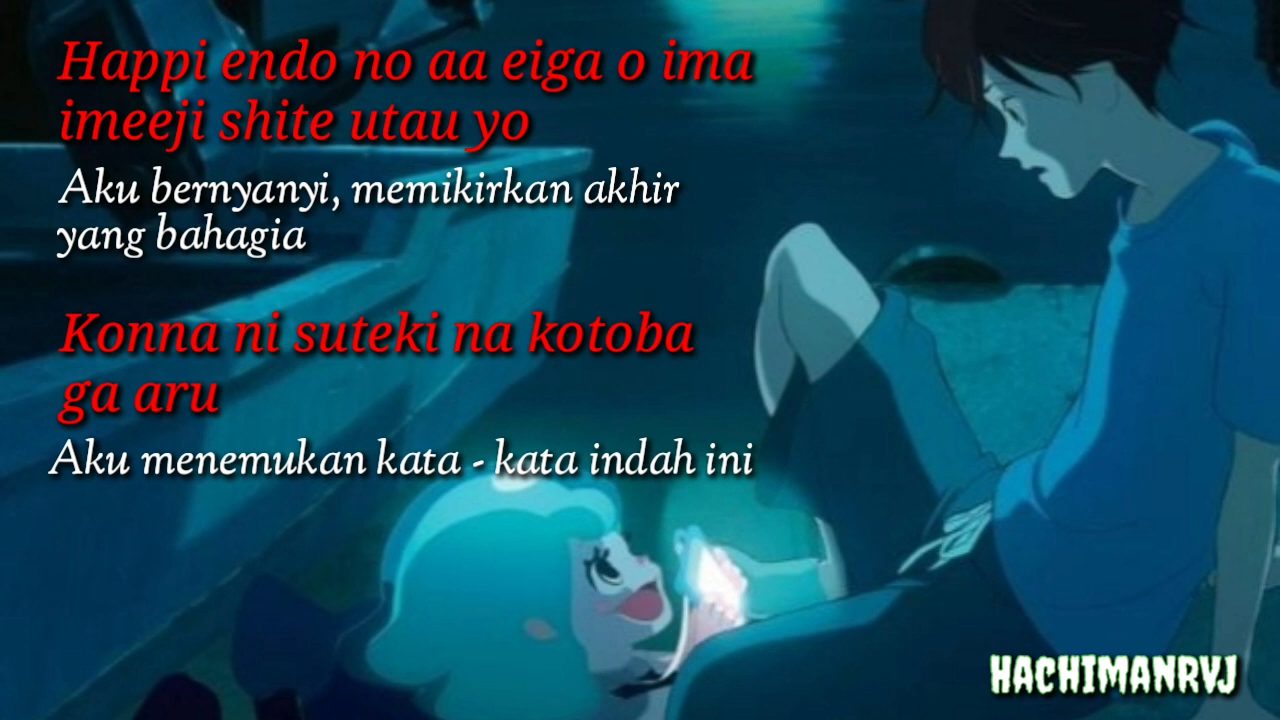 Happi endo no aa eiga o ima
imeeji shite utau yo
Aku bernyanyi, memikirkan akhir
yang bahagia
Konna ni suteki na kotoba
ga aru
Aku menemukan kata - kata indah ini
HACHIMANRVJ